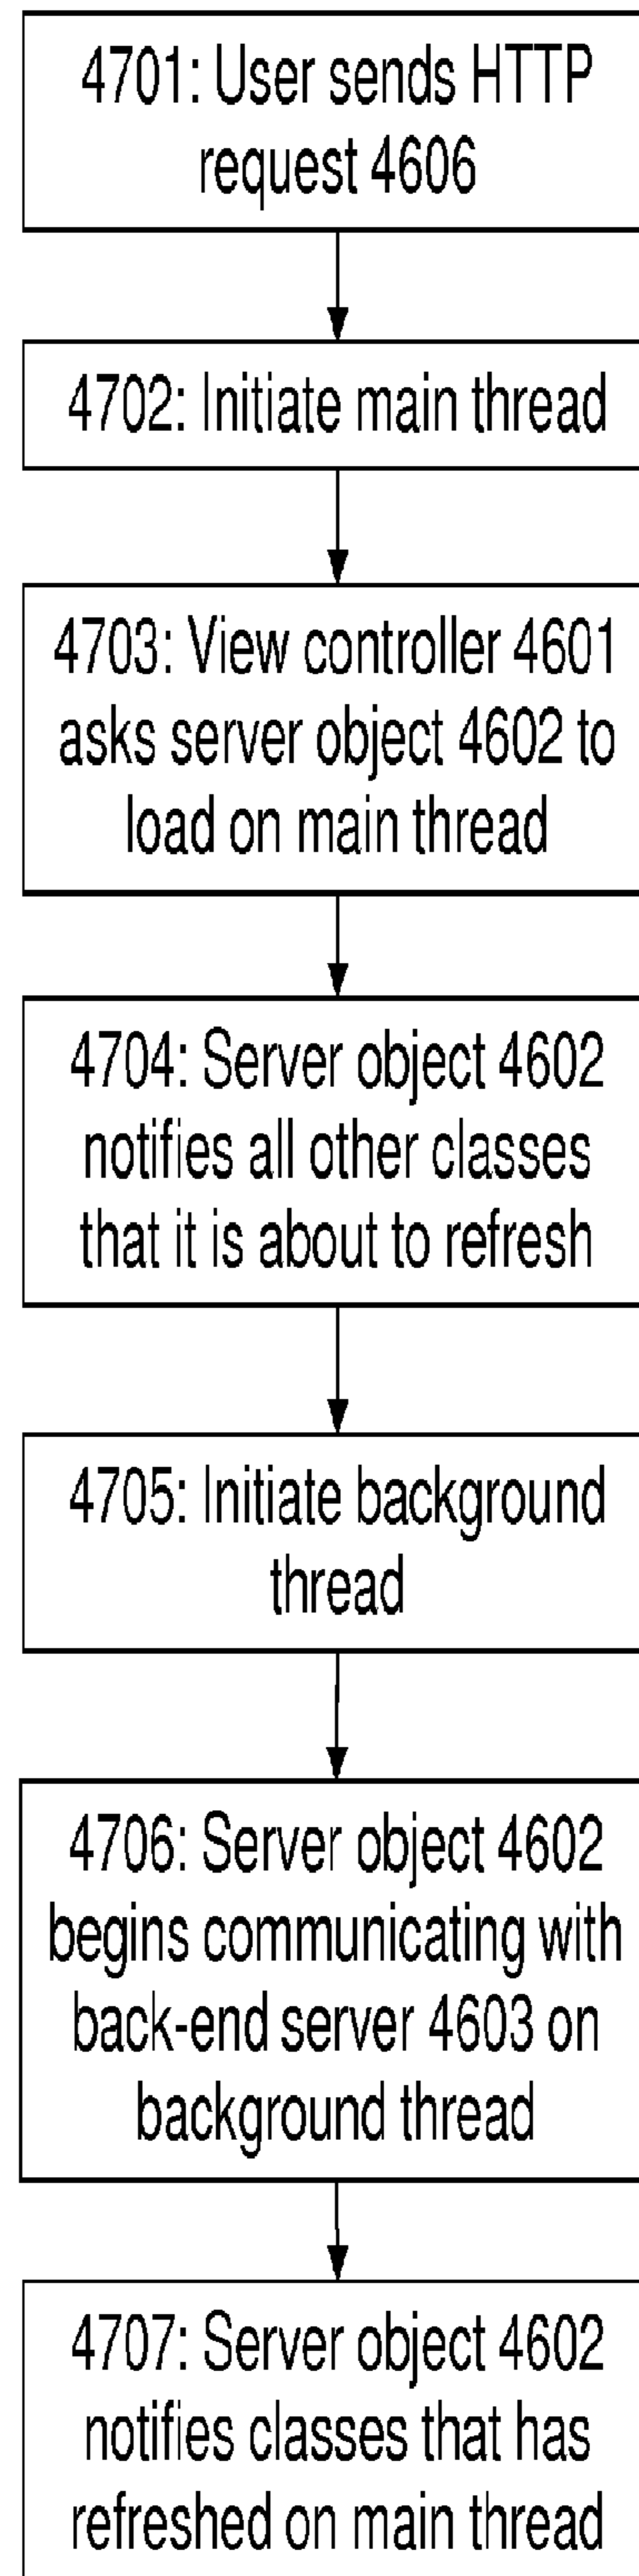 4701: User sends HTTP
request 4606
4702: Initiate main thread
4703: View controller 4601
asks server object 4602 to
load on main thread
4704: Server object 4602
notifies all other classes
that it is about to refresh
4705: Initiate background
thread
4706: Server object 4602
begins communicating with
back-end server 4603 on
background thread
4707: Server object 4602
notifies classes that has
refreshed on main thread